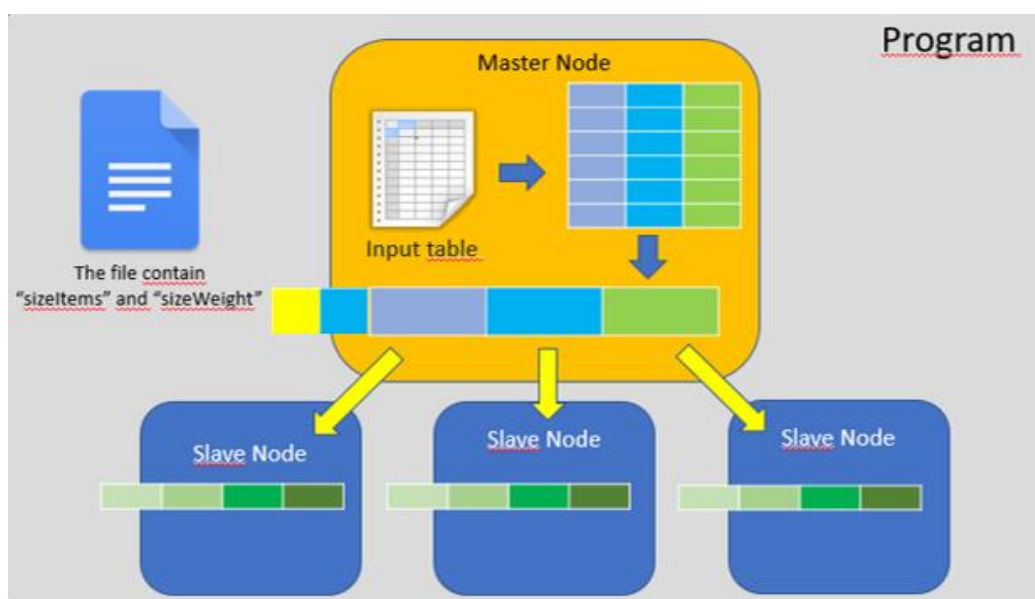 Program
Master Node
Input table
The file contain
“sizeItems” and “sizeWeight”
Slave Node
Slave Node
Slave Node